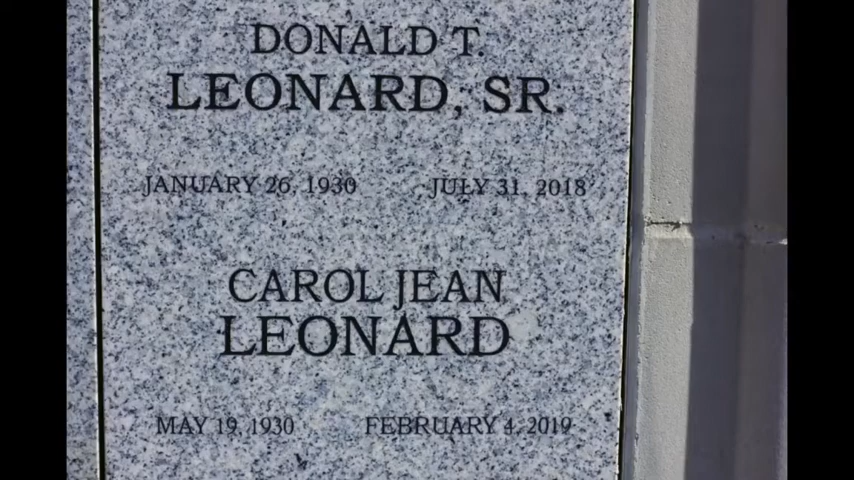 DONALD T.
LEONARD, SR.
JANUARY 26, 1930 JULY 31, 2018
CAROL JEAN
LEONARD
MAY 19, 1930 FEBRUARY 4, 2019